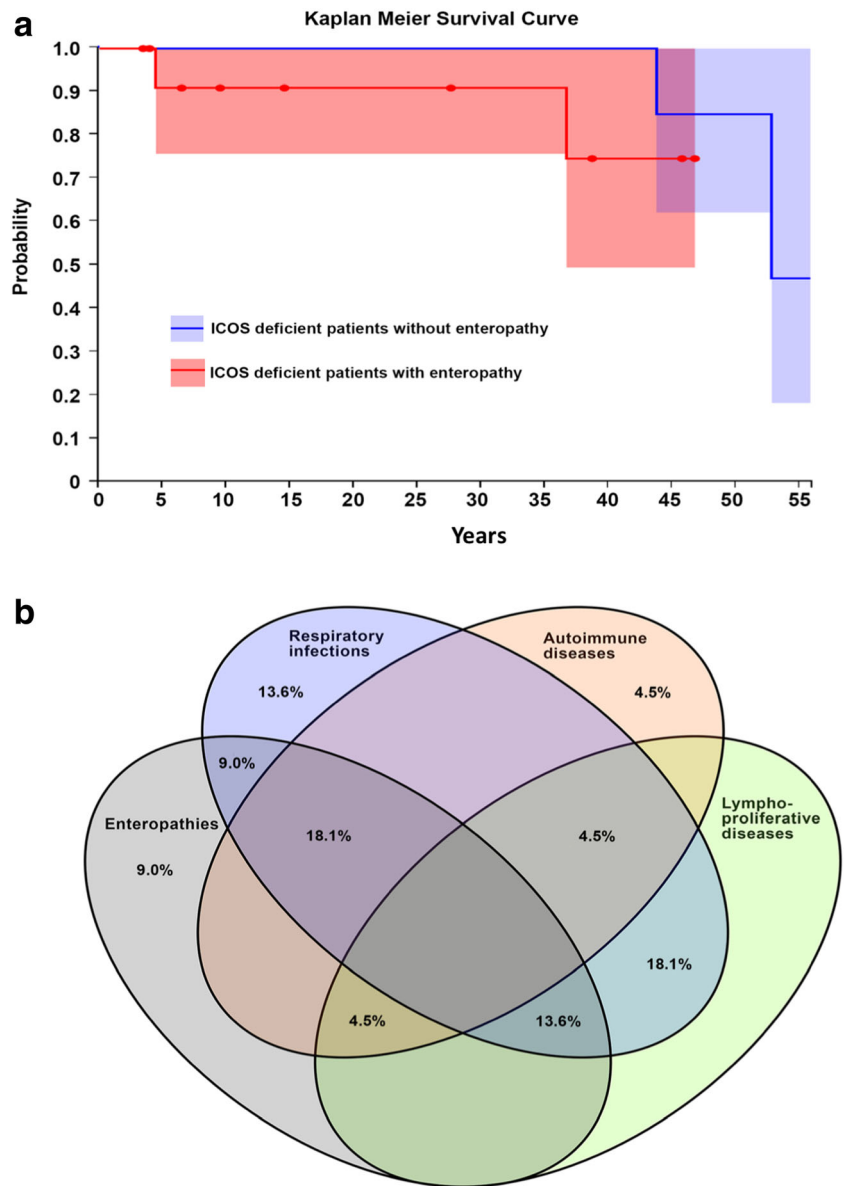 a
Kaplan Meier Survival Curve
1.0
0.9
0.8
0.7
0.6
0.5
0.4
0.3
0.2
0.1
0
Probability
ICOS deficient patients without enteropathy
ICOS deficient patients with enteropathy
0 5 10 15 20 25 30 35 40 45 50 55
Years
b
Respiratory
infections
13.6%
Autoimmune
diseases
4.5%
9.0%
Enteropathies
9.0%
18.1%
4.5%
Lympho-
proliferative
diseases
18.1%
4.5%
13.6%